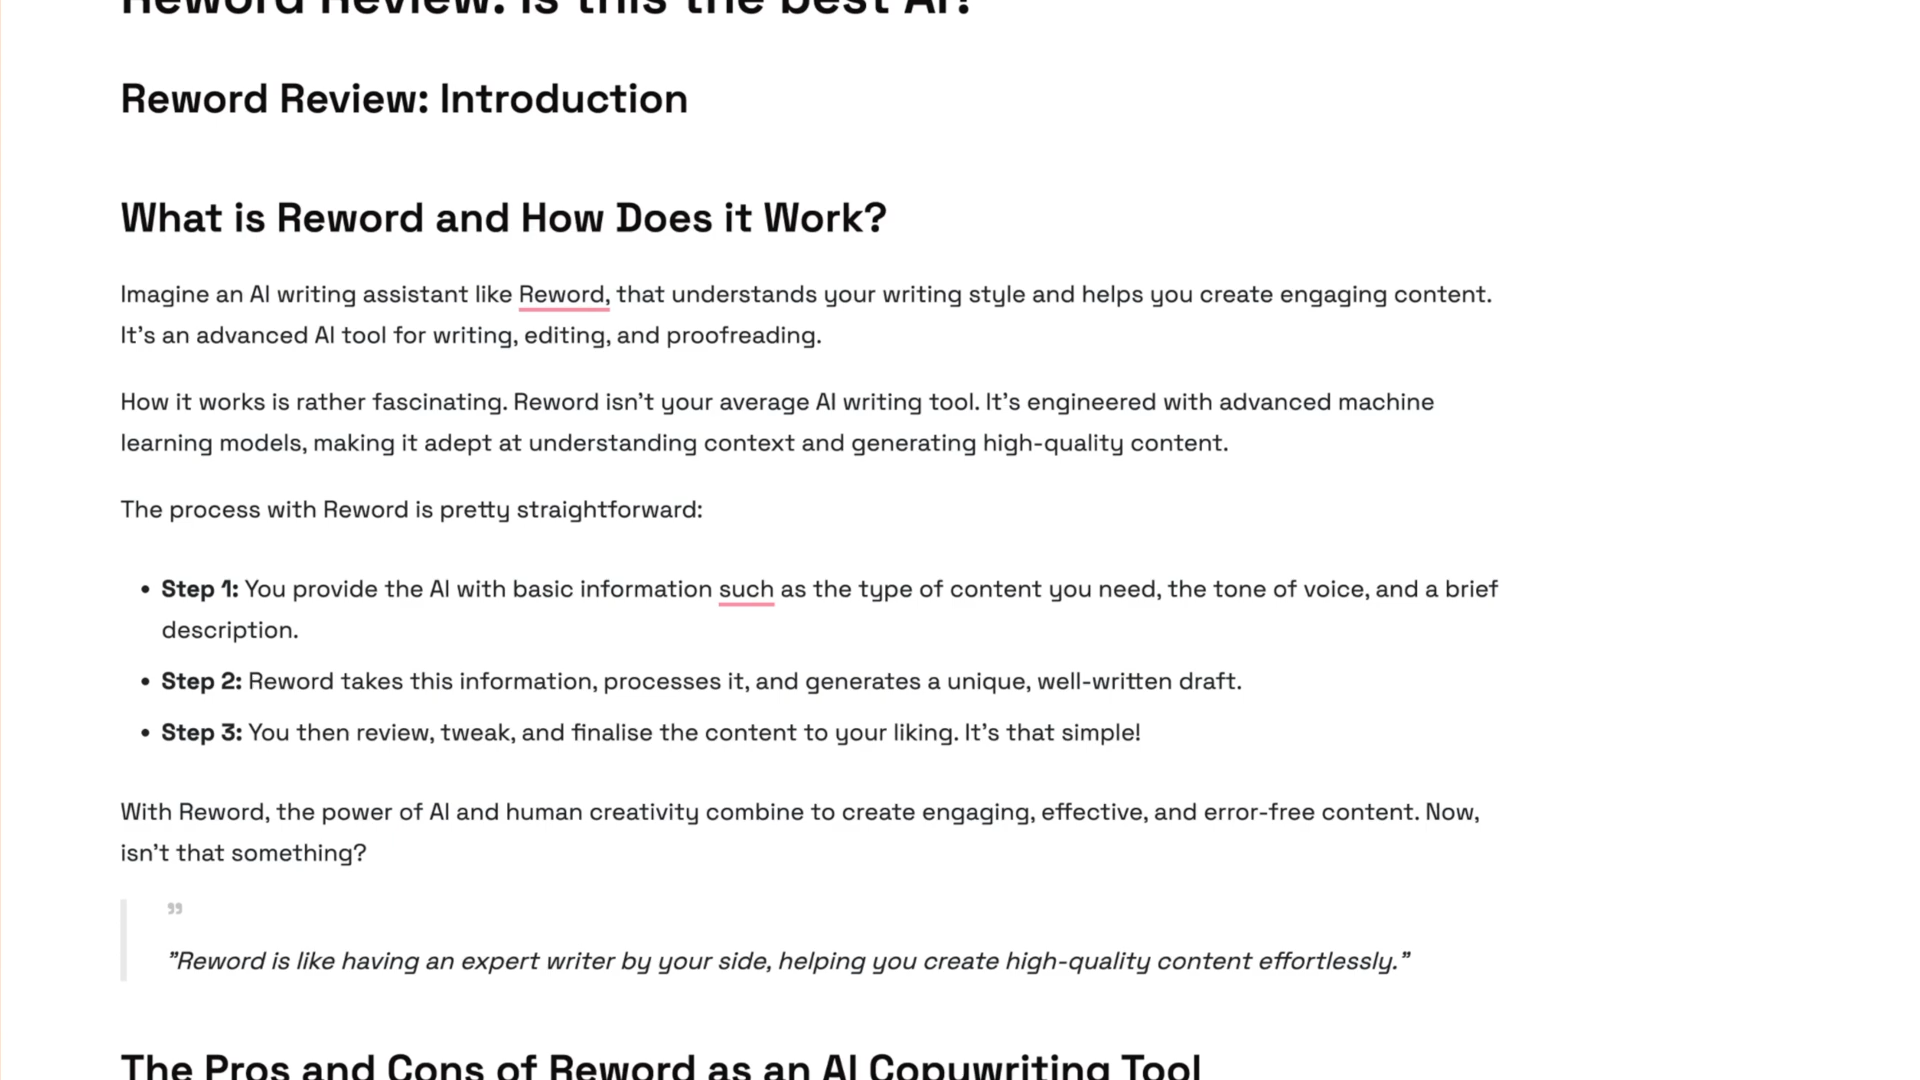 Reword Review: Is this the best AI?
Reword Review: Introduction
What is Reword and How Does it Work?
Imagine an AI writing assistant like Reword, that understands your writing style and helps you create engaging content.
It’s an advanced AI tool for writing, editing, and proofreading.
How it works is rather fascinating. Reword isn’t your average AI writing tool. It’s engineered with advanced machine
learning models, making it adept at understanding context and generating high-quality content.
The process with Reword is pretty straightforward:
• Step 1: You provide the AI with basic information such as the type of content you need, the tone of voice, and a brief
description.
• Step 2: Reword takes this information, processes it, and generates a unique, well-written draft.
• Step 3: You then review, tweak, and finalise the content to your liking. It’s that simple!
With Reword, the power of AI and human creativity combine to create engaging, effective, and error-free content. Now,
isn’t that something?
”
”Reword is like having an expert writer by your side, helping you create high-quality content effortlessly.”
The Pros and Cons of Reword as an AI Copywriting Tool